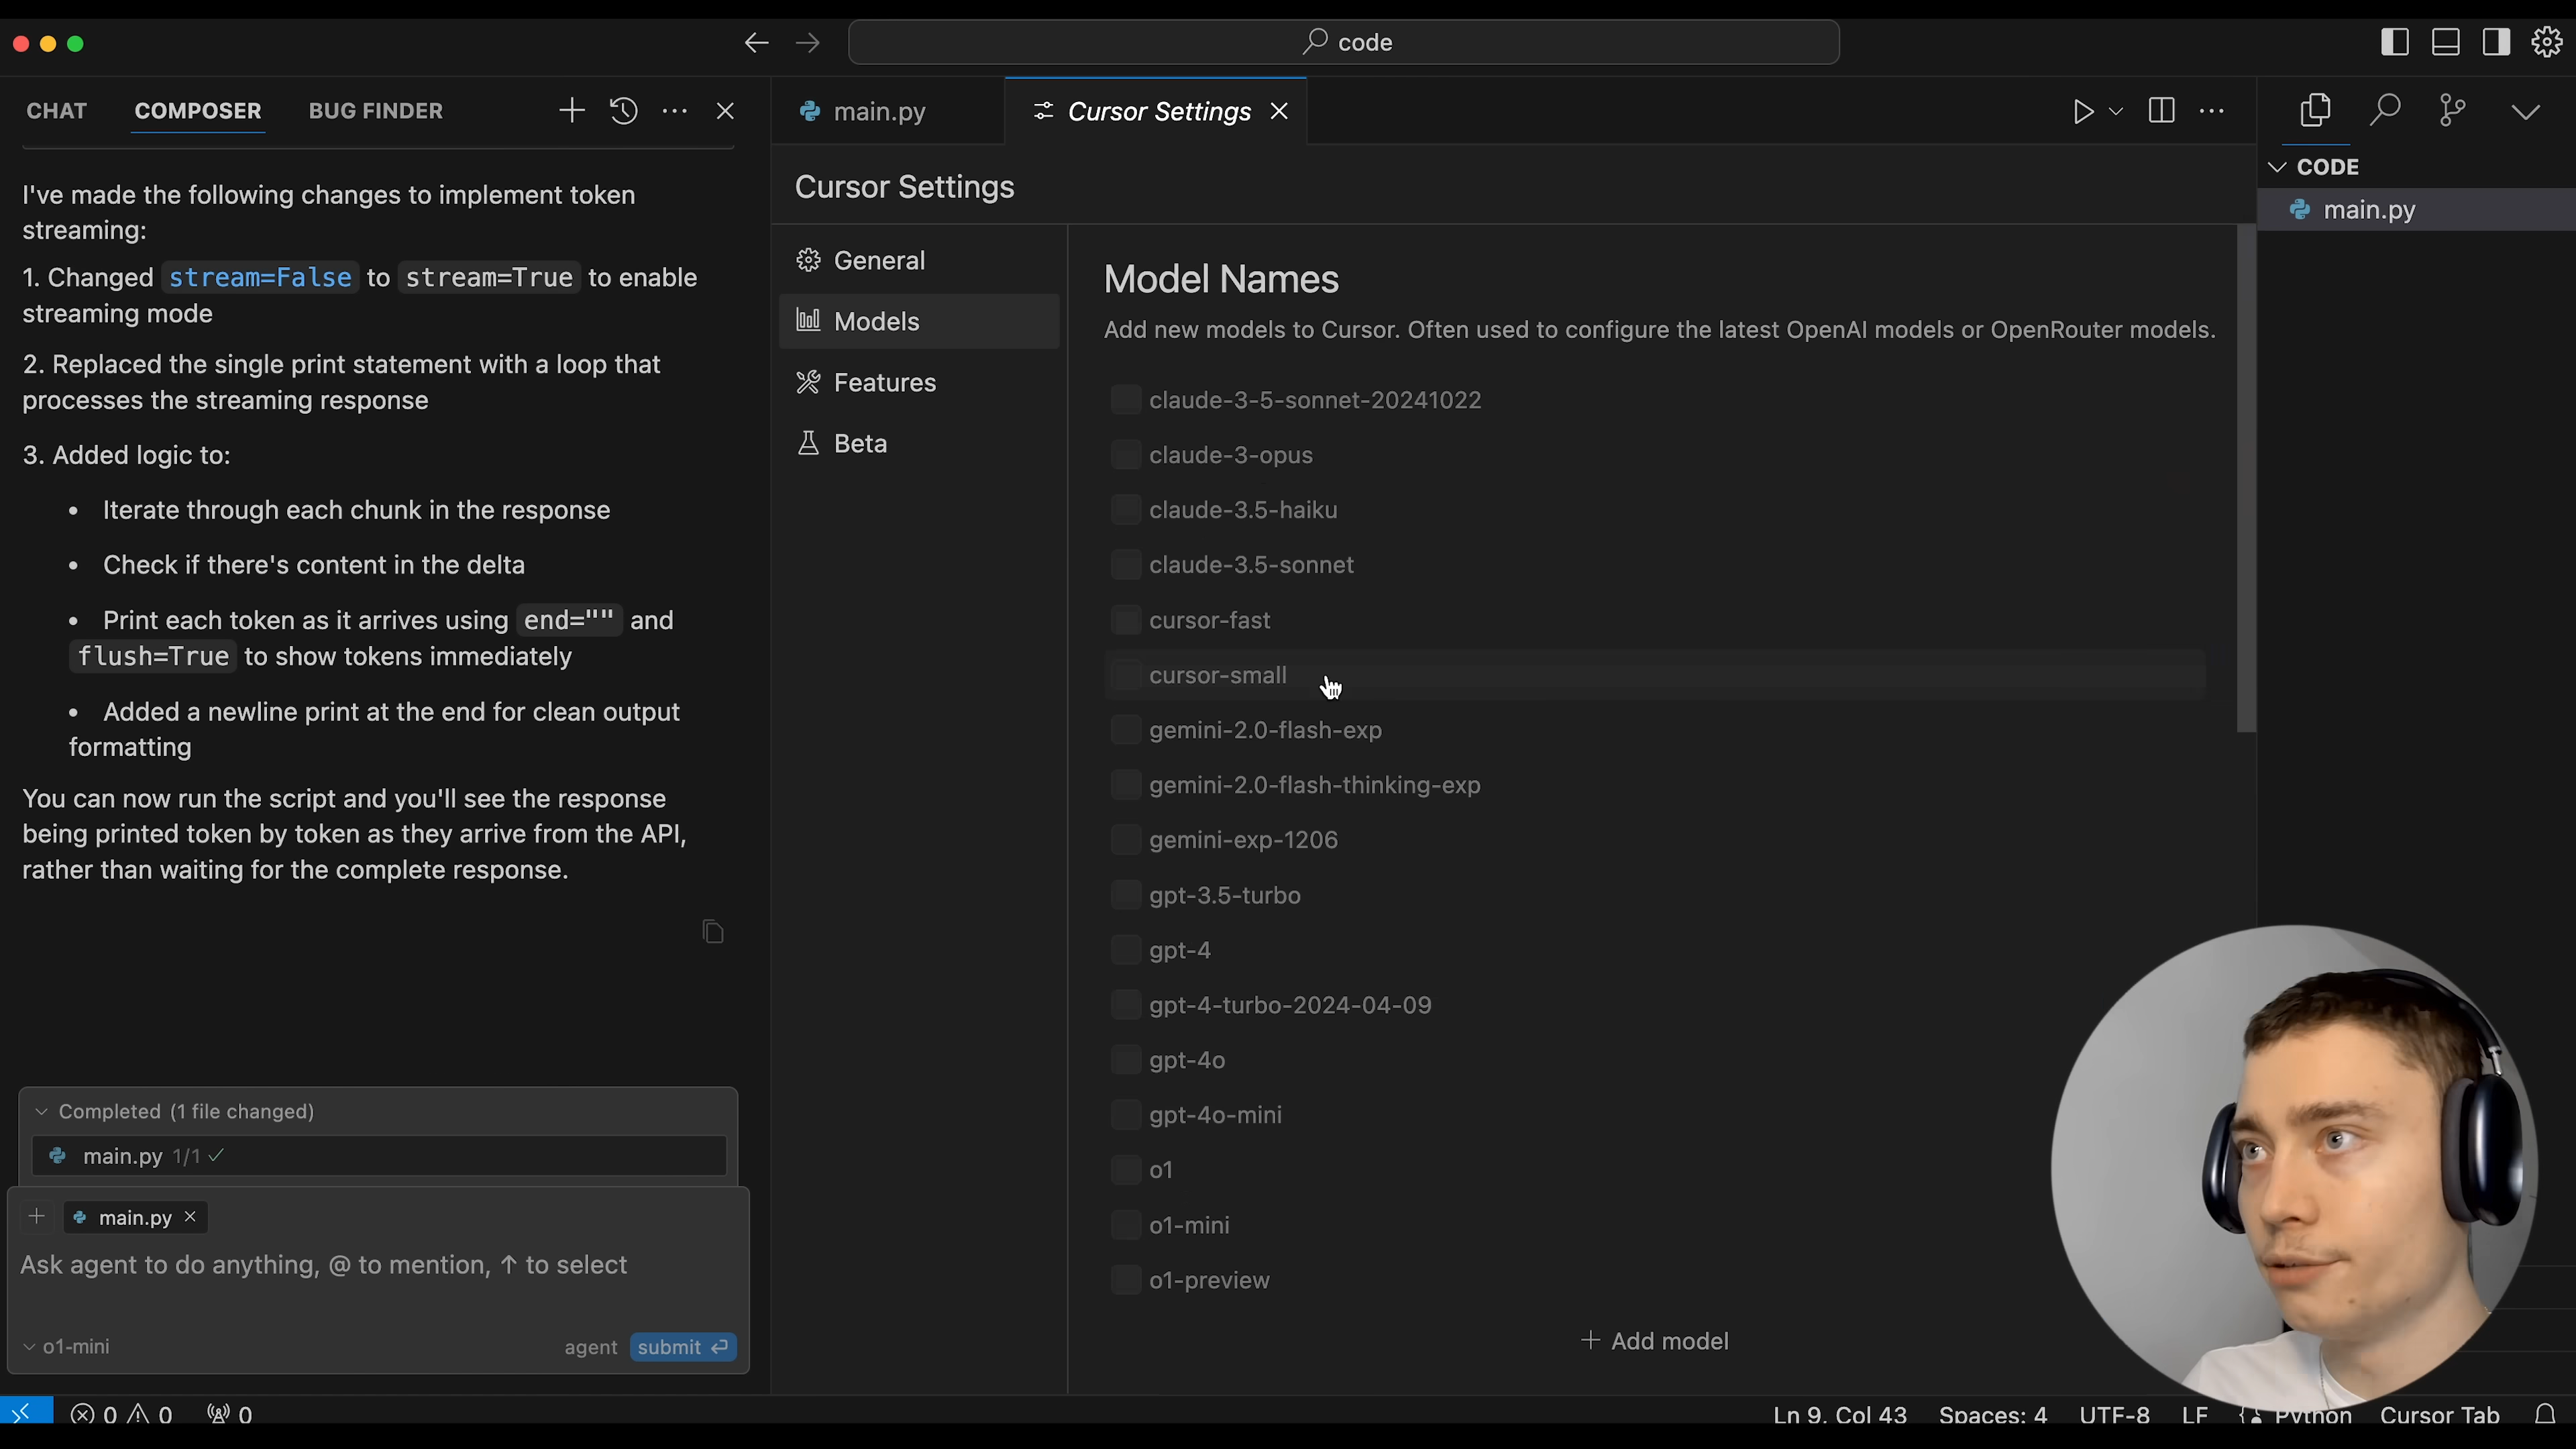 code
CHAT
COMPOSER
BUG FINDER
main.py
Cursor Settings
I've made the following changes to implement token
streaming:
1. Changed stream=False to stream=True to enable
streaming mode
2. Replaced the single print statement with a loop that
processes the streaming response
3. Added logic to:
• Iterate through each chunk in the response
• Check if there's content in the delta
• Print each token as it arrives using end="" and
flush=True to show tokens immediately
• Added a newline print at the end for clean output
formatting
You can now run the script and you'll see the response
being printed token by token as they arrive from the API,
rather than waiting for the complete response.
Completed (1 file changed)
main.py 1/1
main.py
Ask agent to do anything, @ to mention, ↑ to select
o1-mini
agent
submit
Cursor Settings
General
Models
Features
Beta
Model Names
Add new models to Cursor. Often used to configure the latest OpenAI models or OpenRouter models.
claude-3-5-sonnet-20241022
claude-3-opus
claude-3.5-haiku
claude-3.5-sonnet
cursor-fast
cursor-small
gemini-2.0-flash-exp
gemini-2.0-flash-thinking-exp
gemini-exp-1206
gpt-3.5-turbo
gpt-4
gpt-4-turbo-2024-04-09
gpt-4o
gpt-4o-mini
o1
o1-mini
o1-preview
+ Add model
CODE
main.py
0
0
0
Ln 9, Col 43
Spaces: 4
UTF-8
LF
Python
Cursor Tab